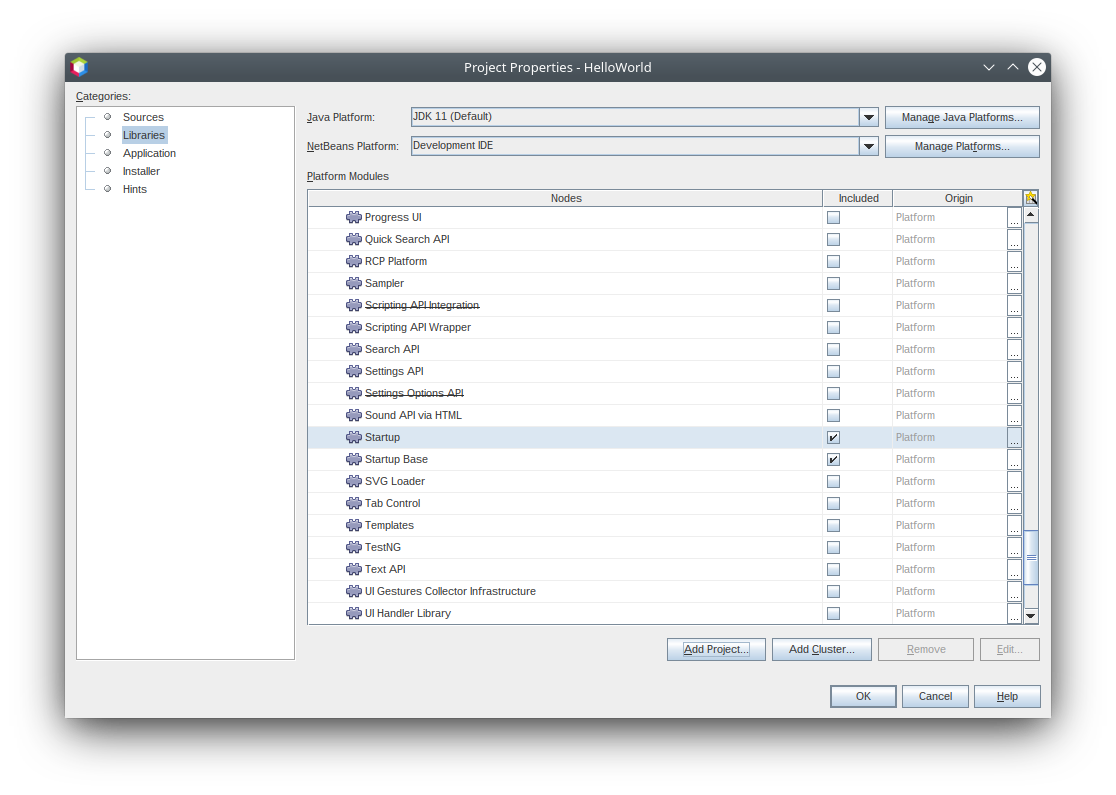 Project Properties - HelloWorld
Categories:
Sources
Libraries
Application
Installer
Hints
Java Platform: JDK 11 (Default) Manage Java Platforms...
NetBeans Platform: Development IDE Manage Platforms...
Platform Modules
Nodes Included Origin
Progress UI Platform ...
Quick Search API Platform ...
RCP Platform Platform ...
Sampler Platform ...
Scripting API Integration Platform ...
Scripting API Wrapper Platform ...
Search API Platform ...
Settings API Platform ...
Settings Options API Platform ...
Sound API via HTML Platform ...
Startup Platform ...
Startup Base Platform ...
SVG Loader Platform ...
Tab Control Platform ...
Templates Platform ...
TestNG Platform ...
Text API Platform ...
UI Gestures Collector Infrastructure Platform ...
UI Handler Library Platform ...
Add Project... Add Cluster... Remove Edit...
OK Cancel Help